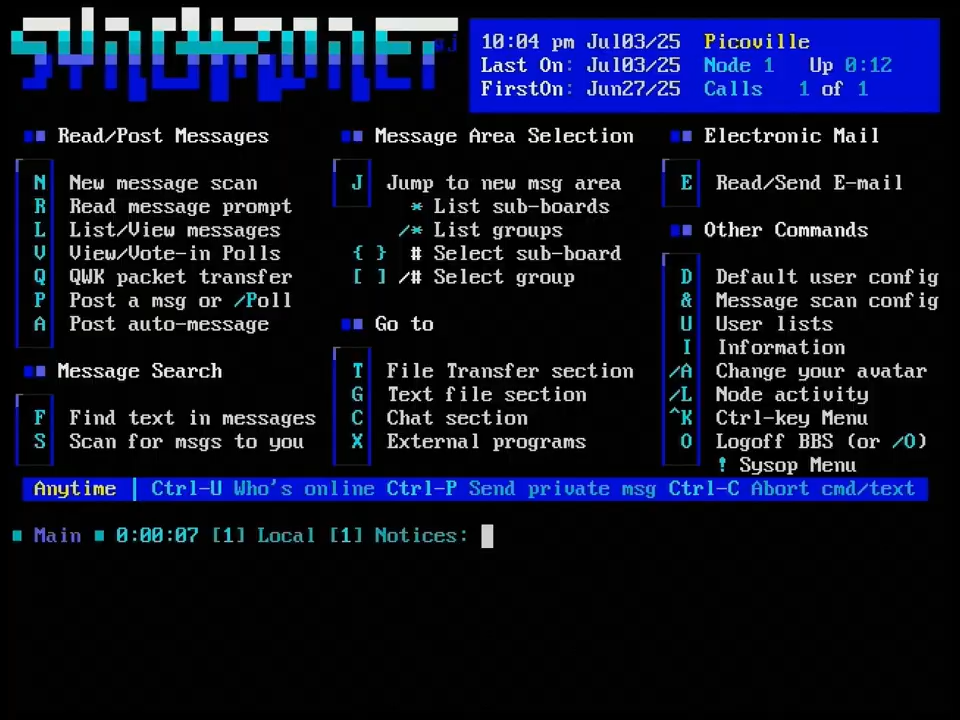 synchronet
10:04 pm Jul03/25 Picoville
Last On: Jul03/25 Node 1 Up 0:12
FirstOn: Jun27/25 Calls 1 of 1
Read/Post Messages
N New message scan
R Read message prompt
L List/View messages
V View/Vote-in Polls
Q QWK packet transfer
P Post a msg or /Poll
A Post auto-message
Message Search
F Find text in messages
S Scan for msgs to you
Message Area Selection
J Jump to new msg area
* List sub-boards
/* List groups
{ } # Select sub-board
[ ] /# Select group
Go to
T File Transfer section
G Text file section
C Chat section
X External programs
Electronic Mail
E Read/Send E-mail
Other Commands
D Default user config
& Message scan config
U User lists
I Information
/A Change your avatar
/L Node activity
^K Ctrl-key Menu
O Logoff BBS (or /O)
! Sysop Menu
Anytime | Ctrl-U Who's online Ctrl-P Send private msg Ctrl-C Abort cmd/text
Main 0:00:07 [1] Local [1] Notices: